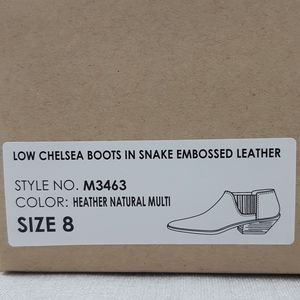 LOW CHELSEA BOOTS IN SNAKE EMBOSSED LEATHER
STYLE NO. M3463
COLOR: HEATHER NATURAL MULTI
SIZE 8